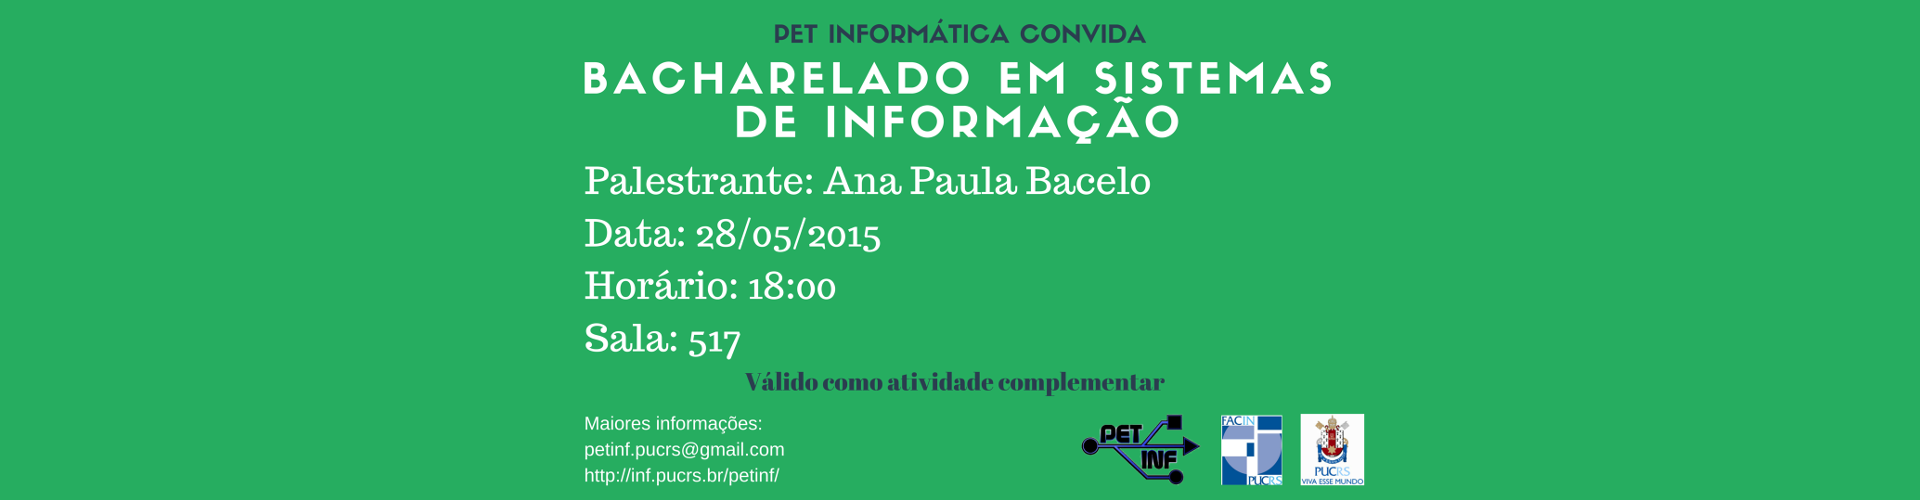 PET INFORMÁTICA CONVIDA
BACHARELADO EM SISTEMAS
DE INFORMAÇÃO
Palestrante: Ana Paula Bacelo
Data: 28/05/2015
Horário: 18:00
Sala: 517
Válido como atividade complementar
Maiores informações:
petinf.pucrs@gmail.com
http://inf.pucrs.br/petinf/
PET
INF
FACIN
PUCRS
PUCRS
VIVA ESSE MUNDO